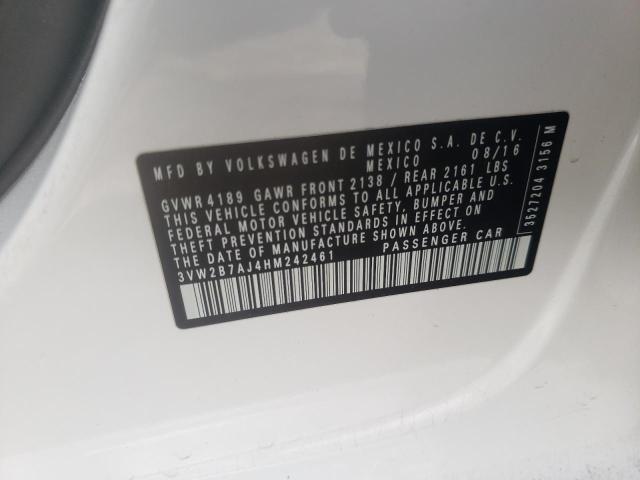 MFD BY VOLKSWAGEN DE MEXICO S.A. DE C.V.
MEXICO 08/16
GVWR 4189 GAWR FRONT 2138 / REAR 2161 LBS
THIS VEHICLE CONFORMS TO ALL APPLICABLE U.S.
FEDERAL MOTOR VEHICLE SAFETY, BUMPER AND
THEFT PREVENTION STANDARDS IN EFFECT ON
THE DATE OF MANUFACTURE SHOWN ABOVE.
3VW2B7AJ4HM242461 PASSENGER CAR
3527204 3156 M